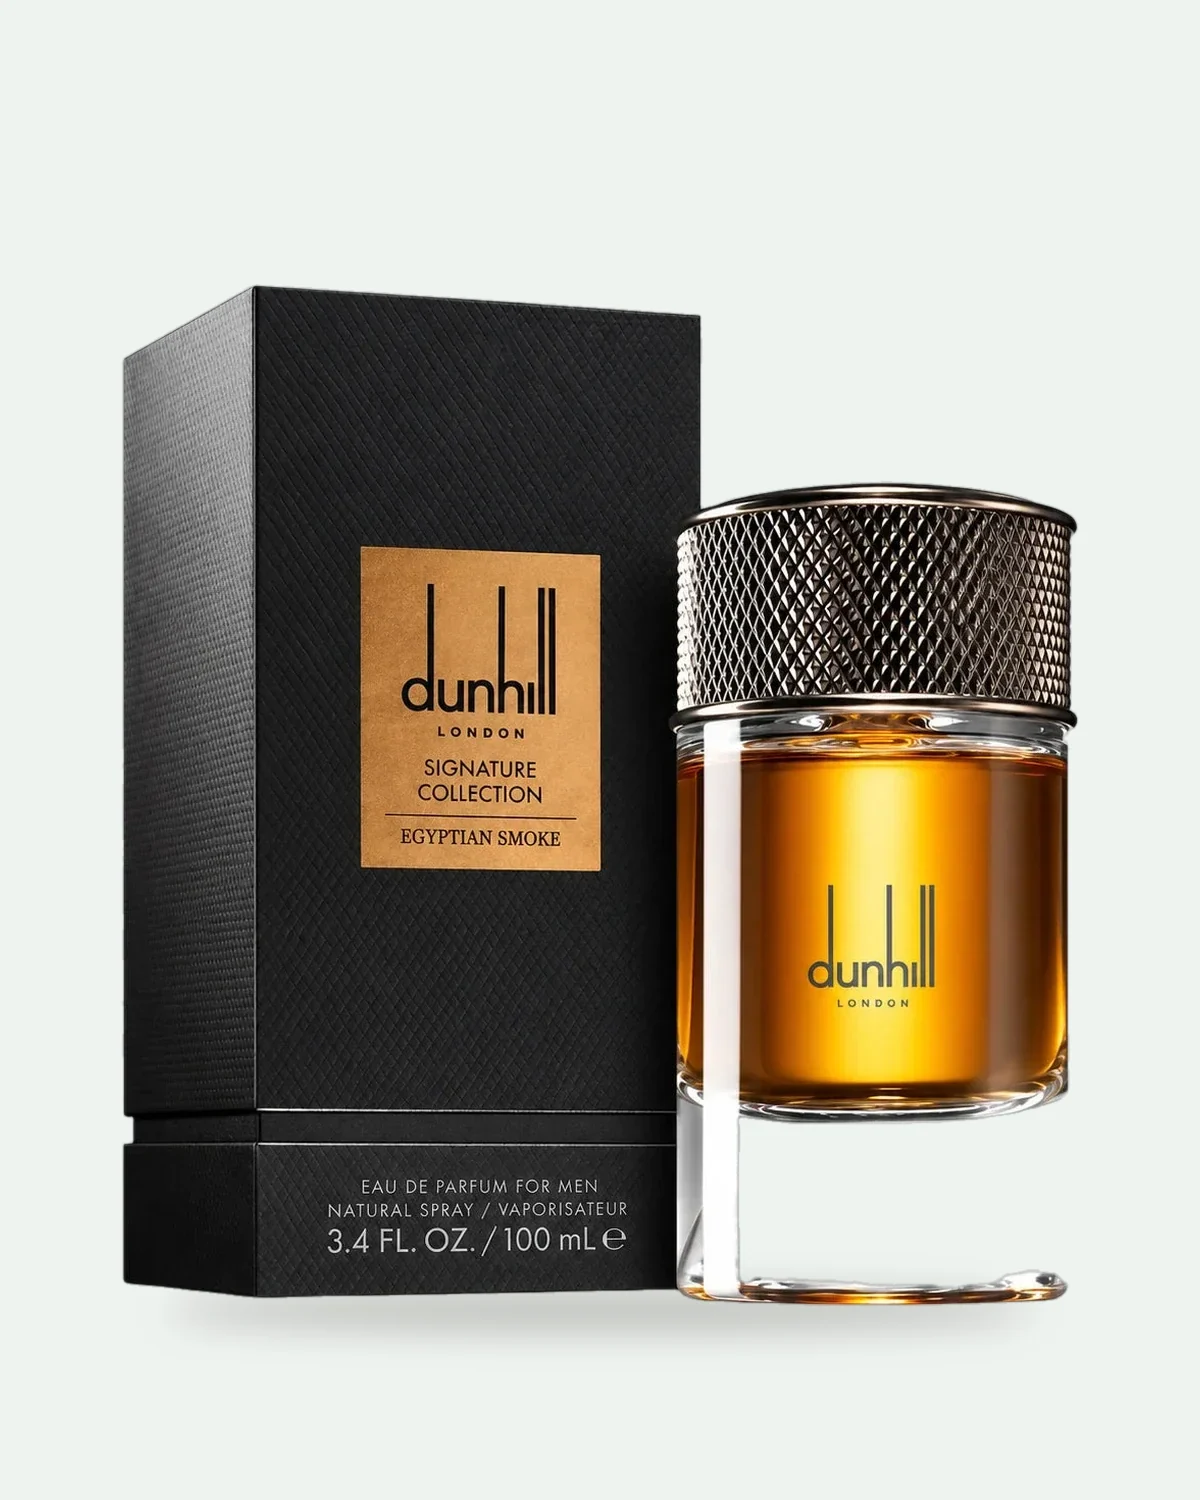 dunhill
LONDON
SIGNATURE
COLLECTION
EGYPTIAN SMOKE
EAU DE PARFUM FOR MEN
NATURAL SPRAY / VAPORISATEUR
3.4 FL. OZ. / 100 mL ℮
dunhill
LONDON